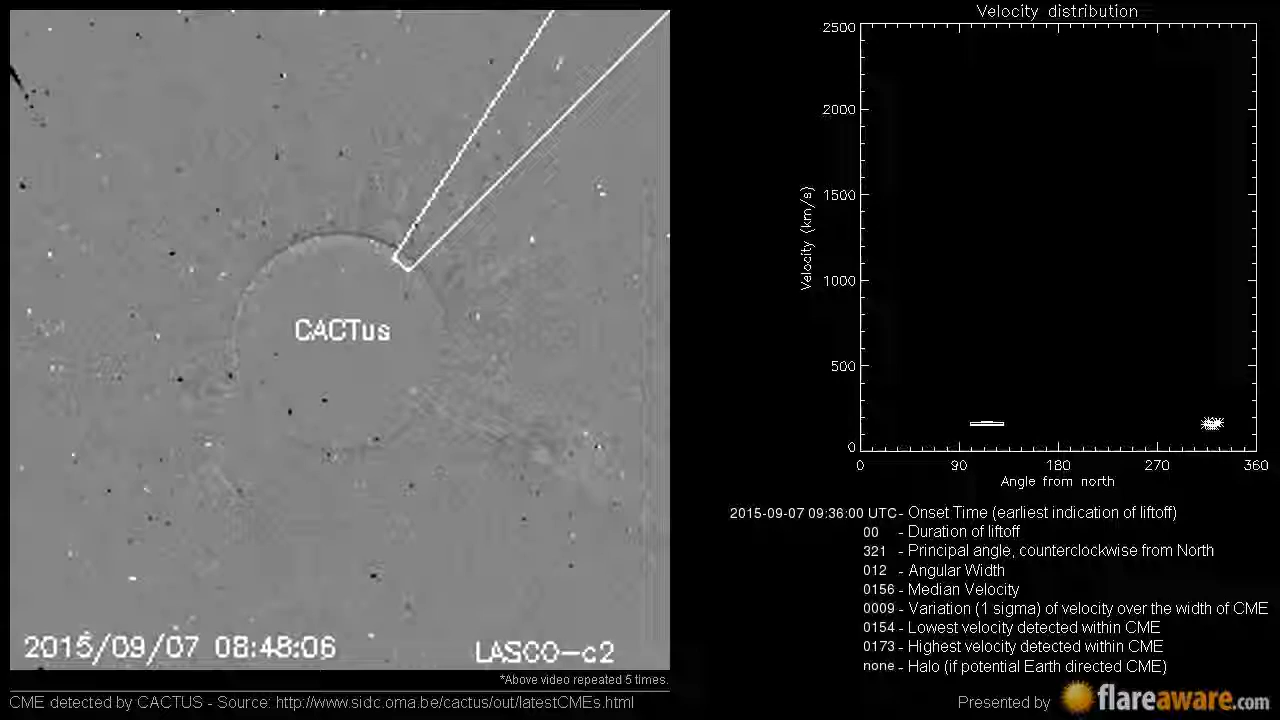 CACTus
2015/09/07 08:48:06
LASCO-c2
*Above video repeated 5 times.
CME detected by CACTUS - Source: http://www.sidc.oma.be/cactus/out/latestCMEs.html
Velocity distribution
2500
2000
1500
1000
500
0
Velocity (km/s)
0 90 180 270 360
Angle from north
2015-09-07 09:36:00 UTC - Onset Time (earliest indication of liftoff)
00 - Duration of liftoff
321 - Principal angle, counterclockwise from North
012 - Angular Width
0156 - Median Velocity
0009 - Variation (1 sigma) of velocity over the width of CME
0154 - Lowest velocity detected within CME
0173 - Highest velocity detected within CME
none - Halo (if potential Earth directed CME)
Presented by flareaware.com